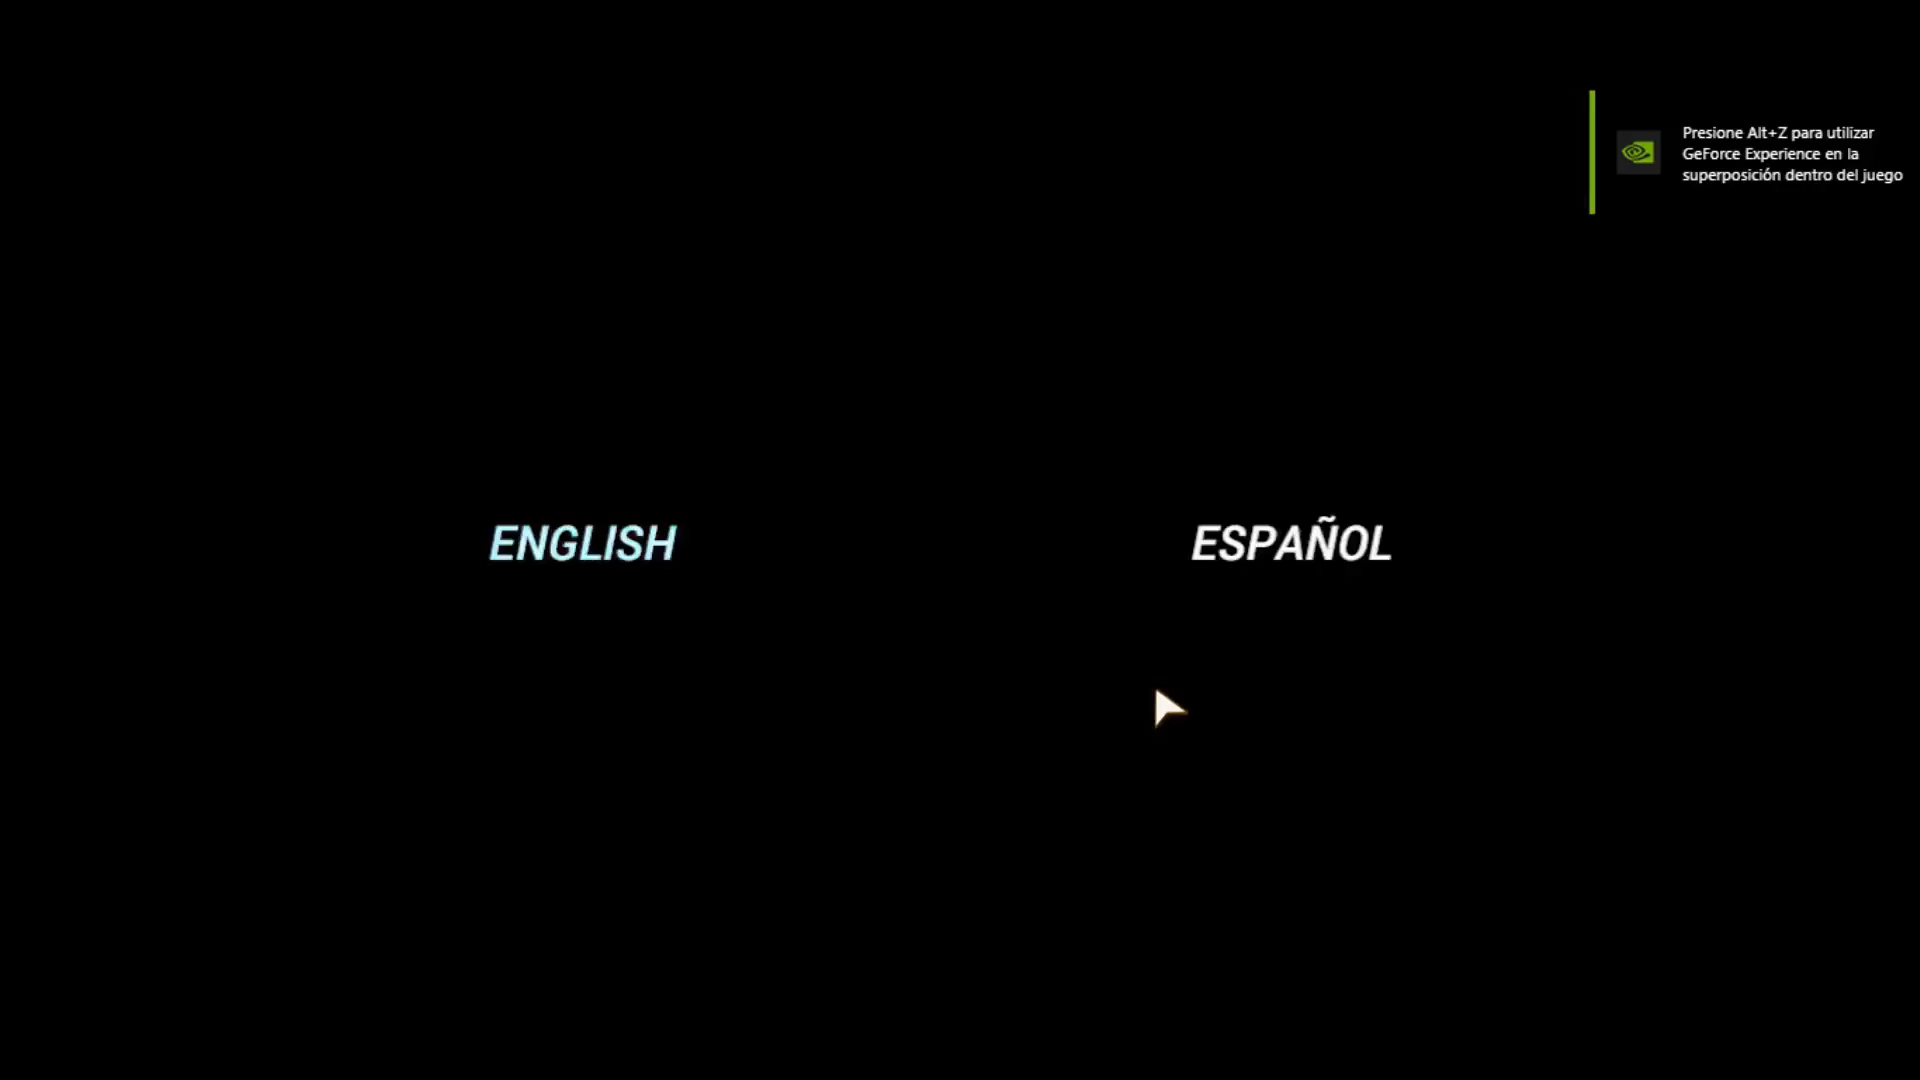 Presione Alt+Z para utilizar
GeForce Experience en la
superposición dentro del juego
ENGLISH
ESPAÑOL